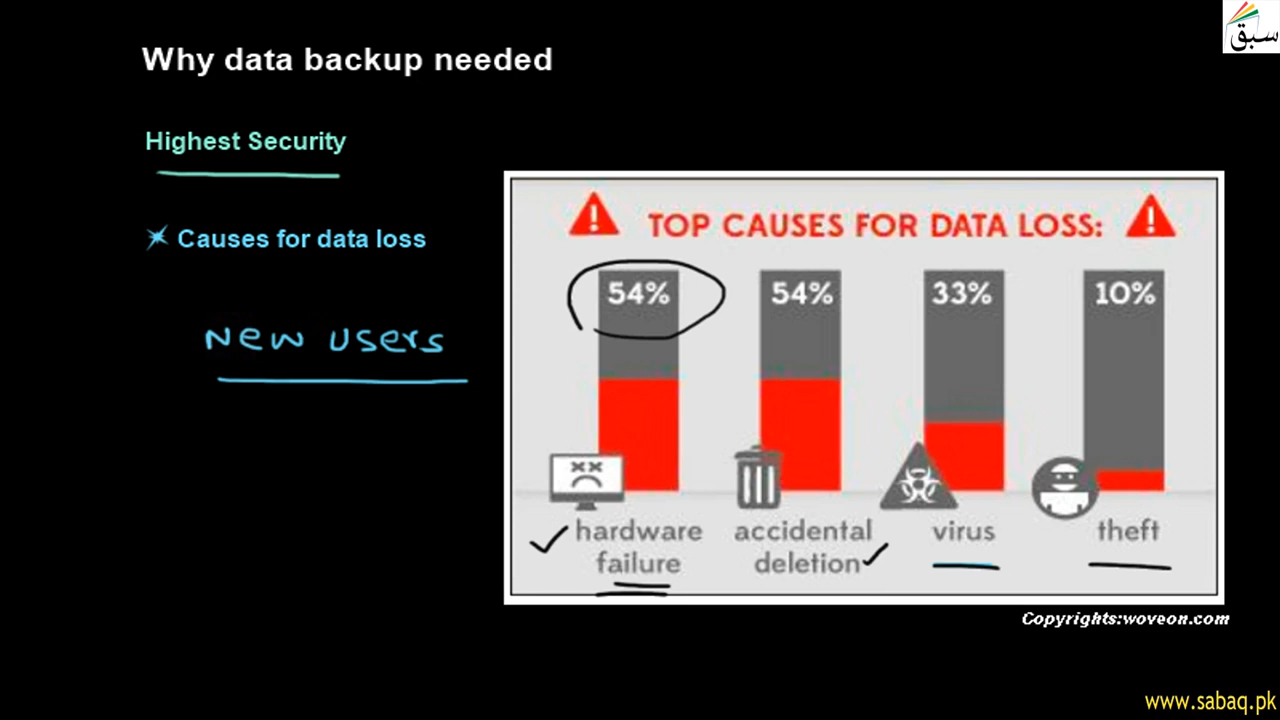 سبق
Why data backup needed
Highest Security
Causes for data loss
New users
TOP CAUSES FOR DATA LOSS:
54% 54% 33% 10%
hardware failure
accidental deletion
virus
theft
Copyrights:woveon.com
www.sabaq.pk